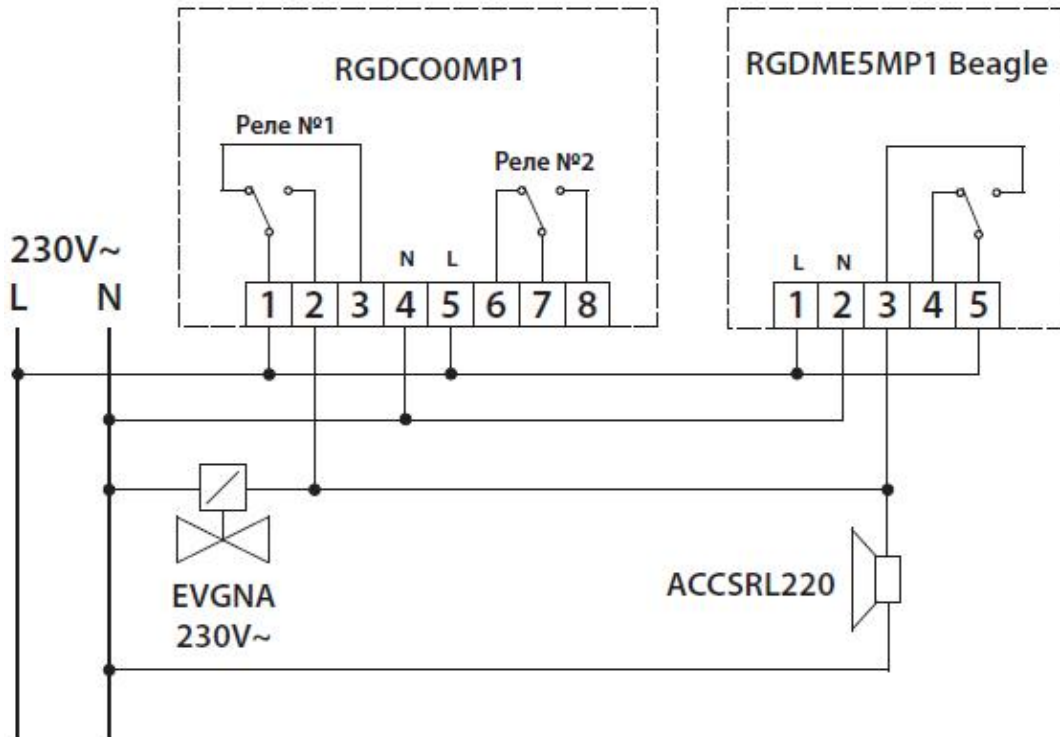 RGDCO0MP1
RGDME5MP1 Beagle
Реле №1
Реле №2
230V~
L N
N L
1 2 3 4 5 6 7 8
L N
1 2 3 4 5
EVGNA
230V~
ACCSRL220